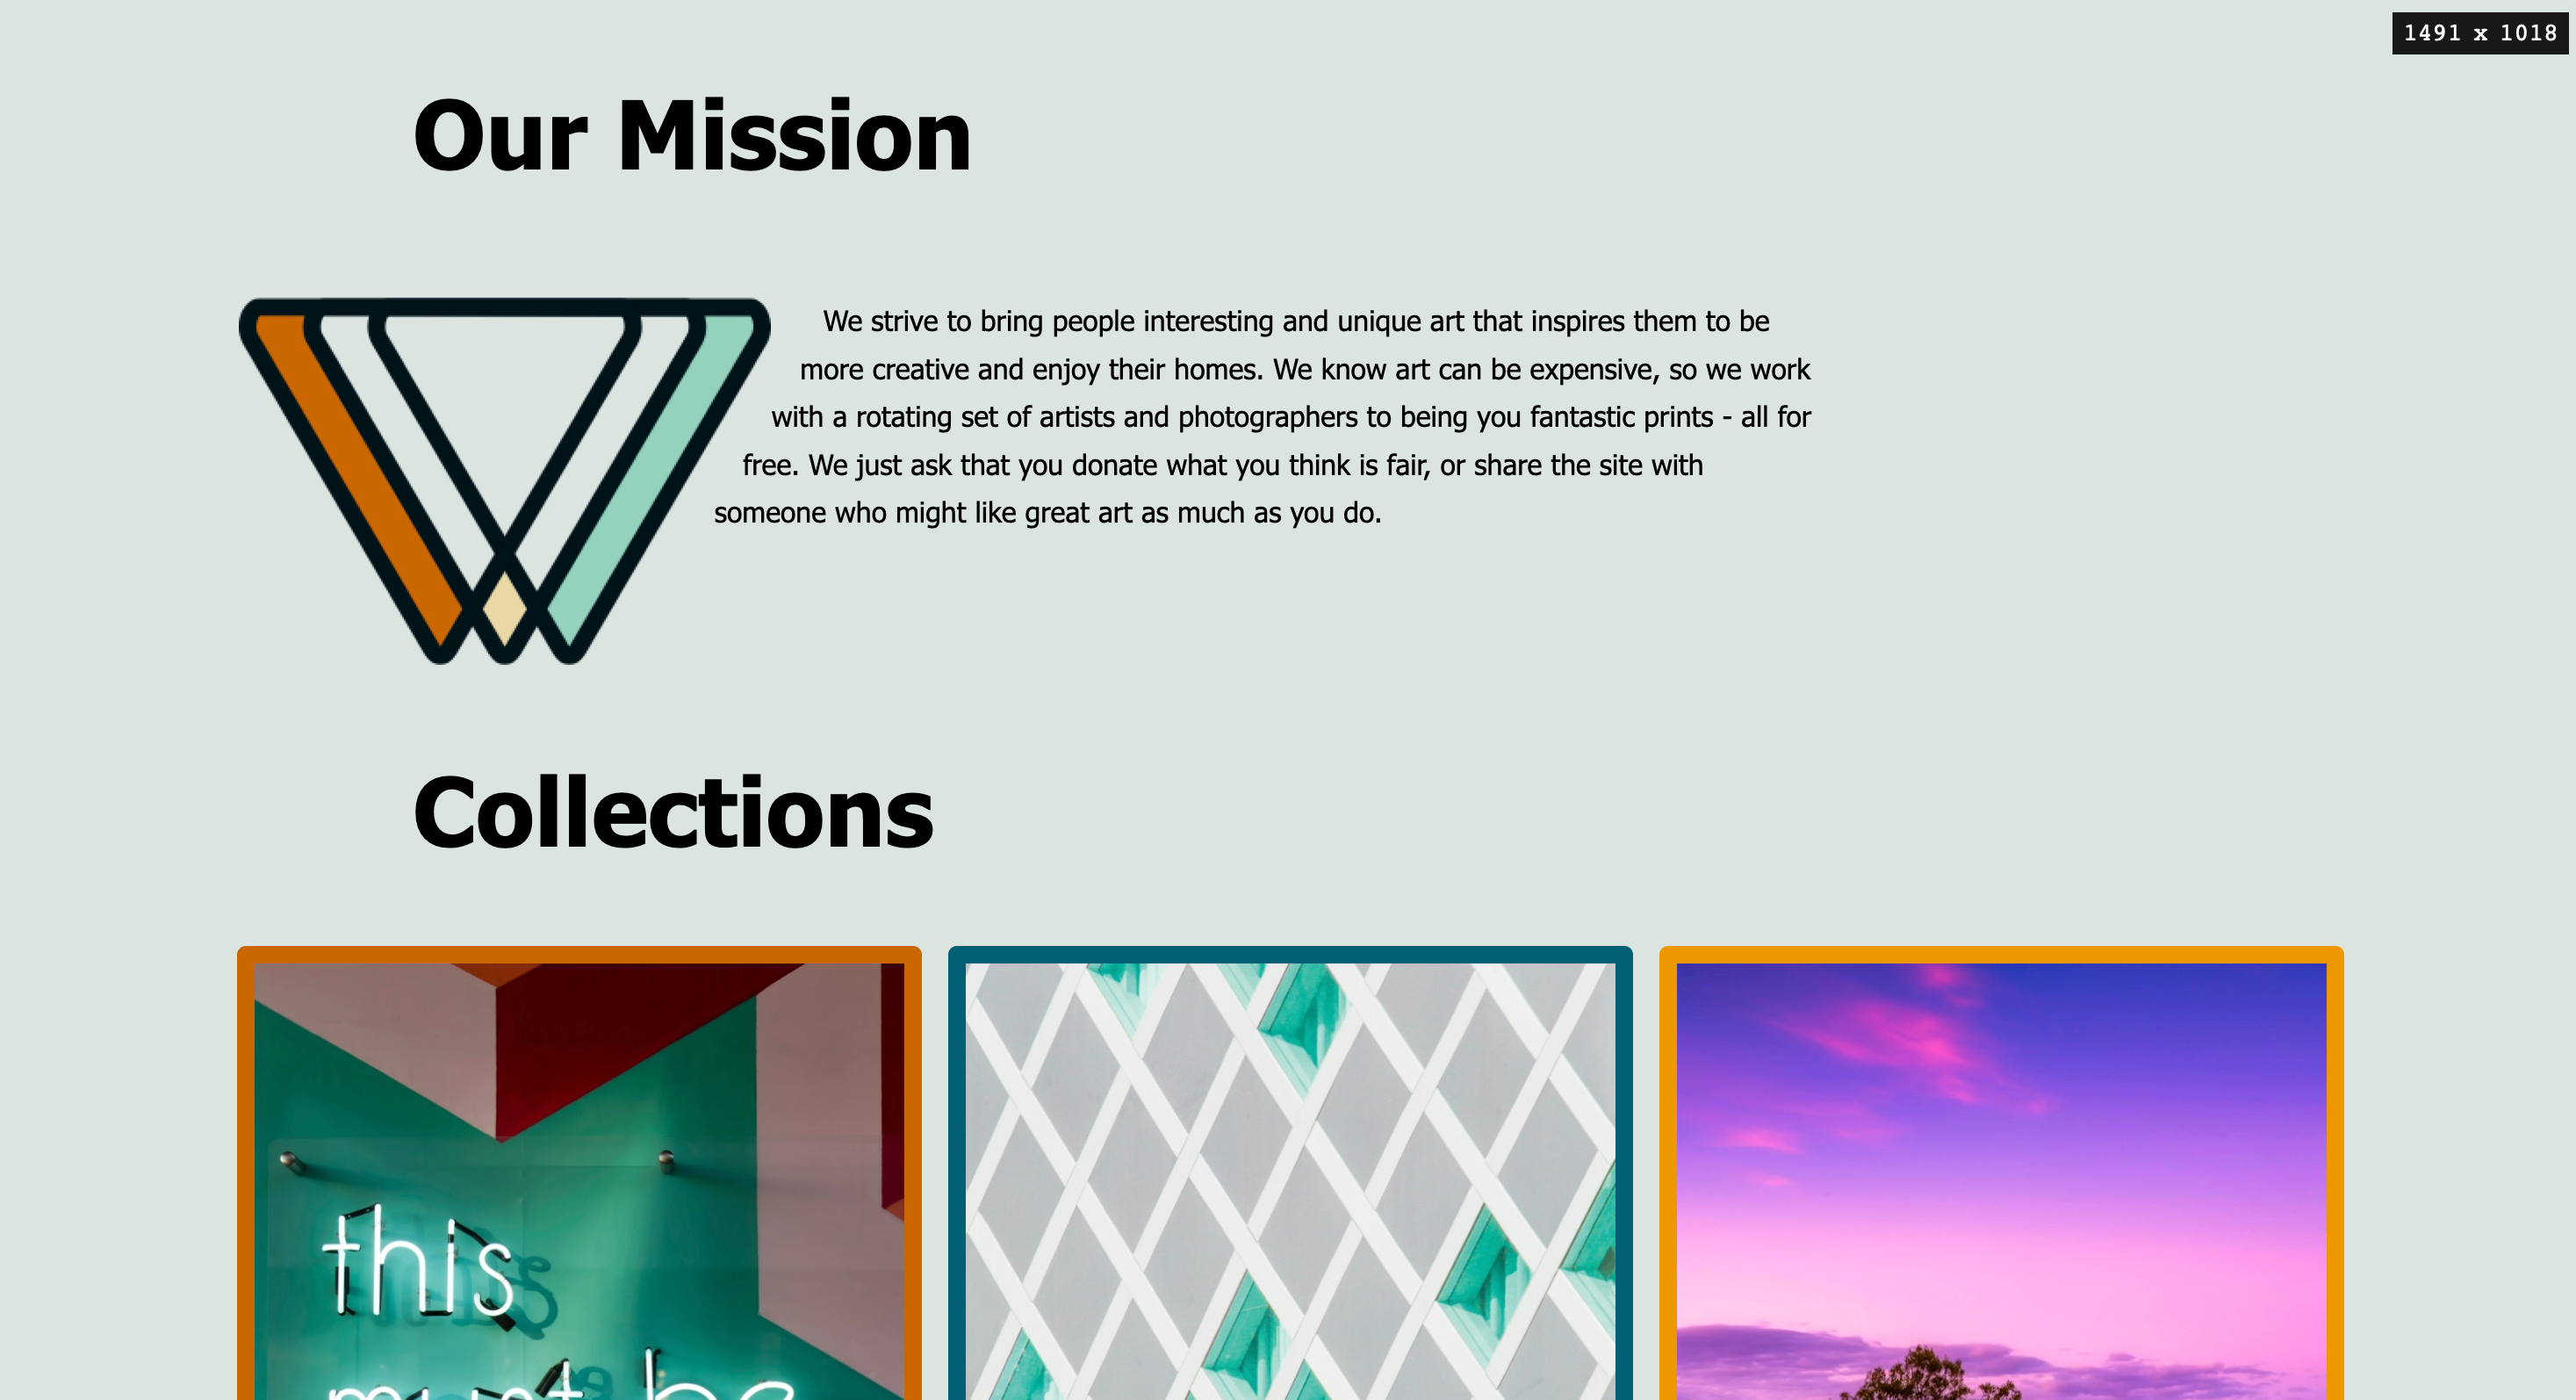 1491 x 1018
Our Mission
We strive to bring people interesting and unique art that inspires them to be
more creative and enjoy their homes. We know art can be expensive, so we work
with a rotating set of artists and photographers to being you fantastic prints - all for
free. We just ask that you donate what you think is fair, or share the site with
someone who might like great art as much as you do.
Collections
this
must be